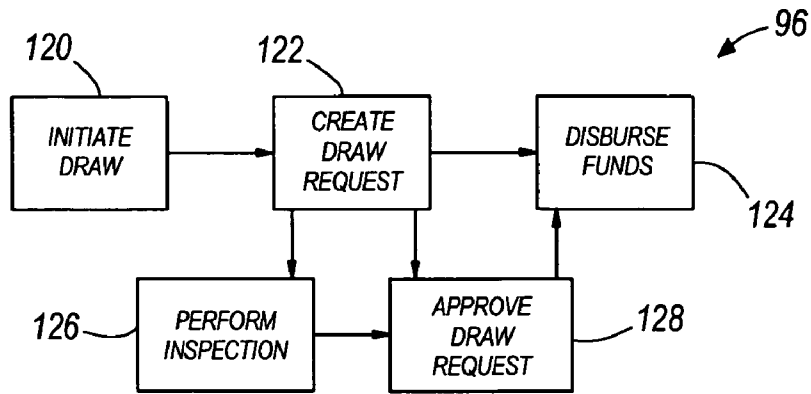 96
120
122
INITIATE
DRAW
CREATE
DRAW
REQUEST
DISBURSE
FUNDS
124
126
PERFORM
INSPECTION
APPROVE
DRAW
REQUEST
128